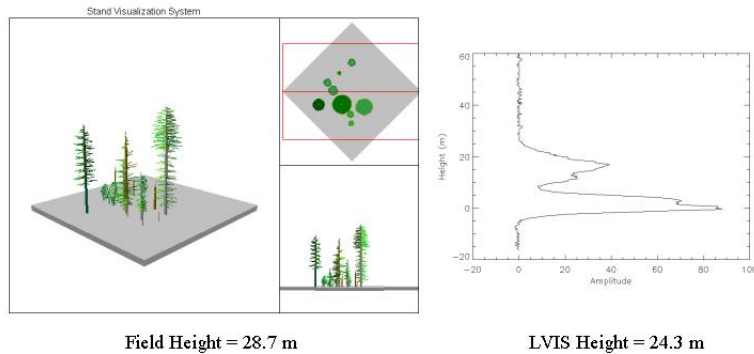 Stand Visualization System
60
40
20
0
-20
Height (m)
-20
0
20
40
60
80
100
Amplitude
Field Height = 28.7 m
LVIS Height = 24.3 m